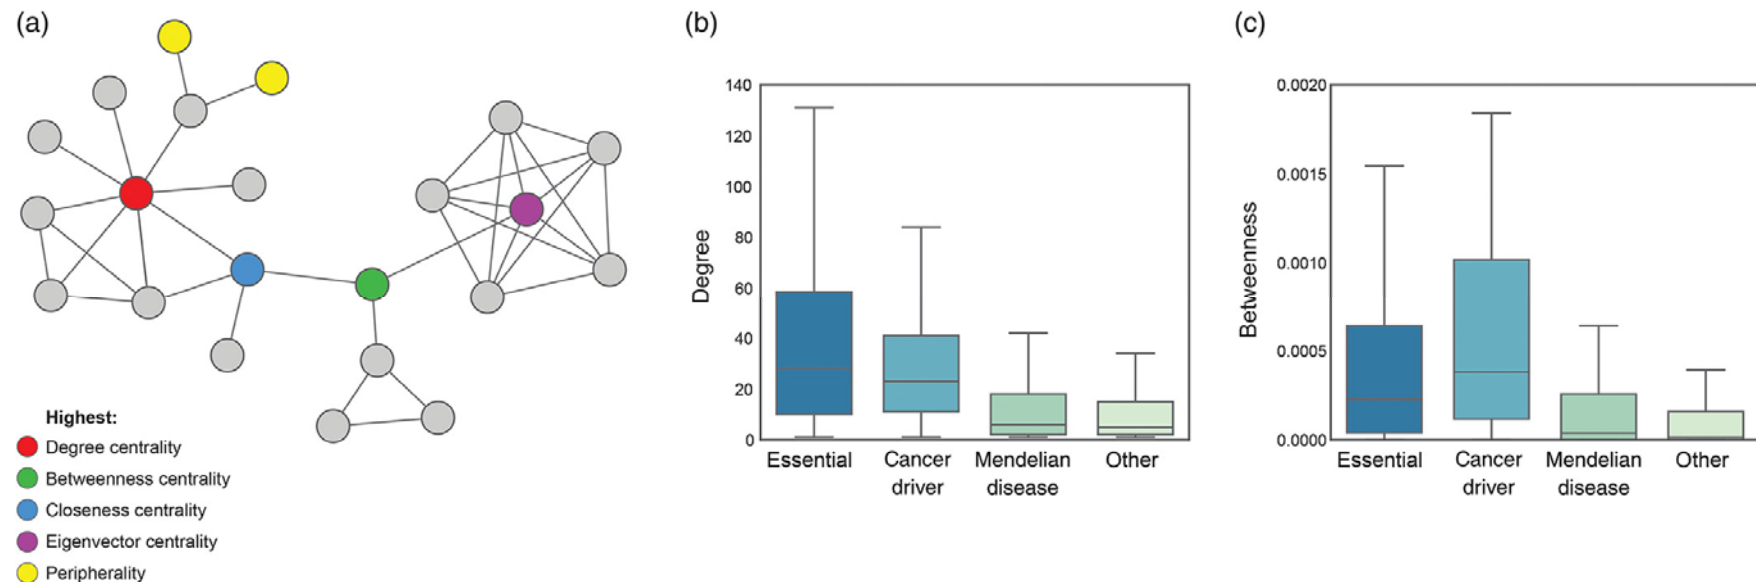 (a)
Highest:
Degree centrality
Betweenness centrality
Closeness centrality
Eigenvector centrality
Peripherality
(b)
Degree
140
120
100
80
60
40
20
0
Essential
Cancer
driver
Mendelian
disease
Other
(c)
Betweenness
0.0020
0.0015
0.0010
0.0005
0.0000
Essential
Cancer
driver
Mendelian
disease
Other